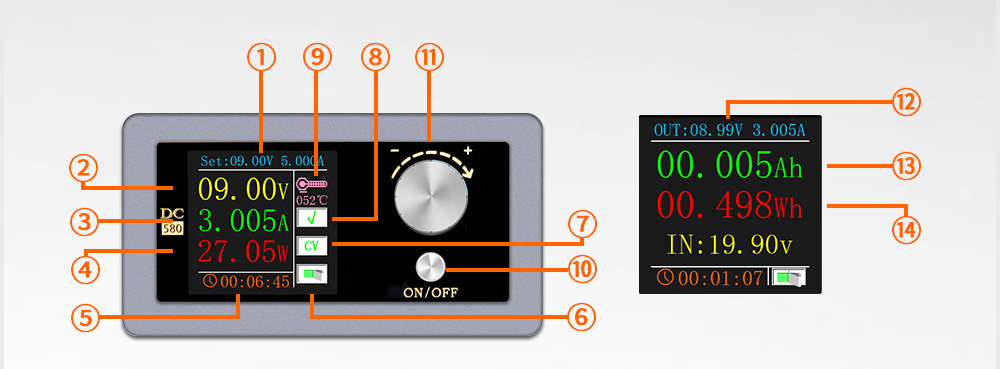 ① ⑨ ⑧ ⑪
⑫
OUT:08.99V 3.005A
② Set:09.00V 5.000A
- +
00.005Ah ⑬
09.00V
052℃
DC
580
③ 3.005A √
00.498Wh ⑭
④ 27.05W CV ⑦
IN:19.90v
⑩
ON/OFF
00:06:45
00:01:07
⑤ ⑥